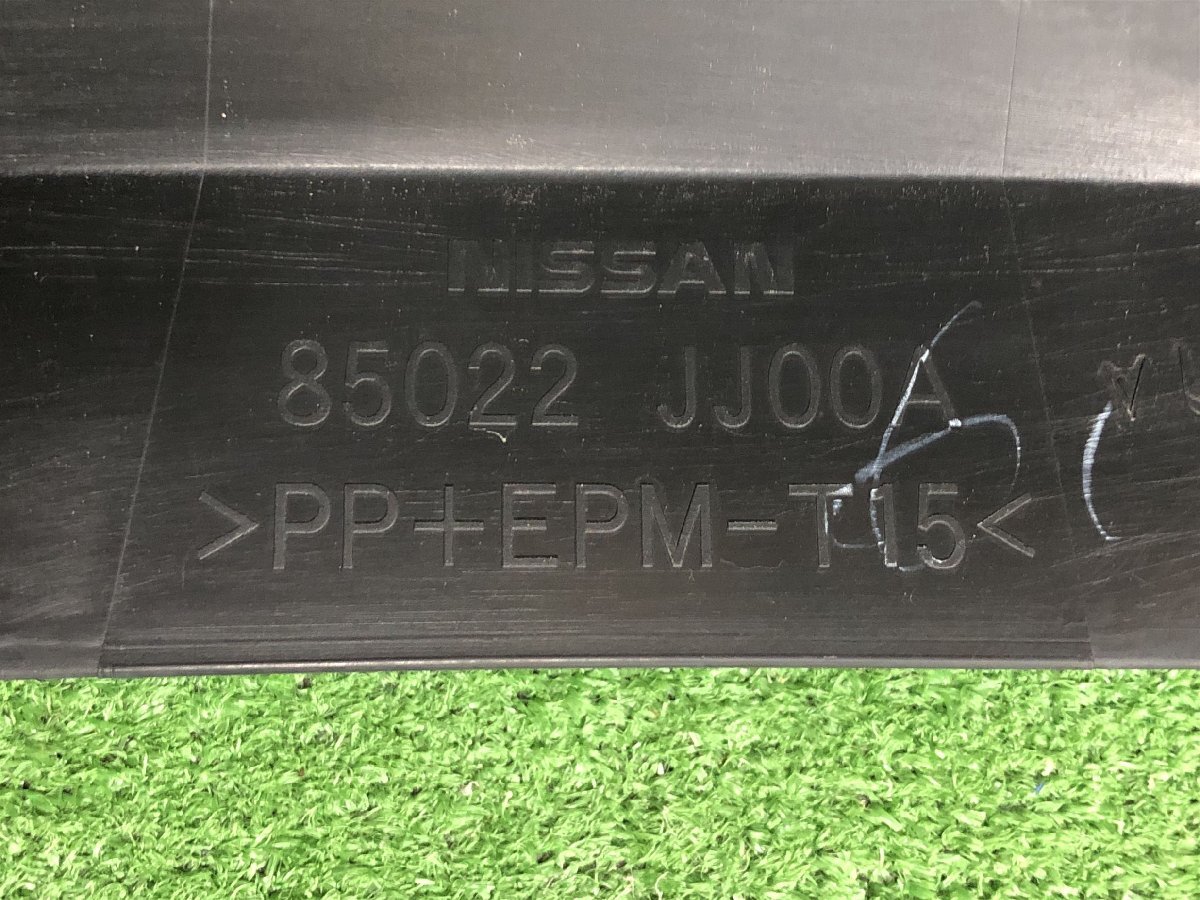 NISSAN
85022 JJ00A
>PP+EPM-T15<